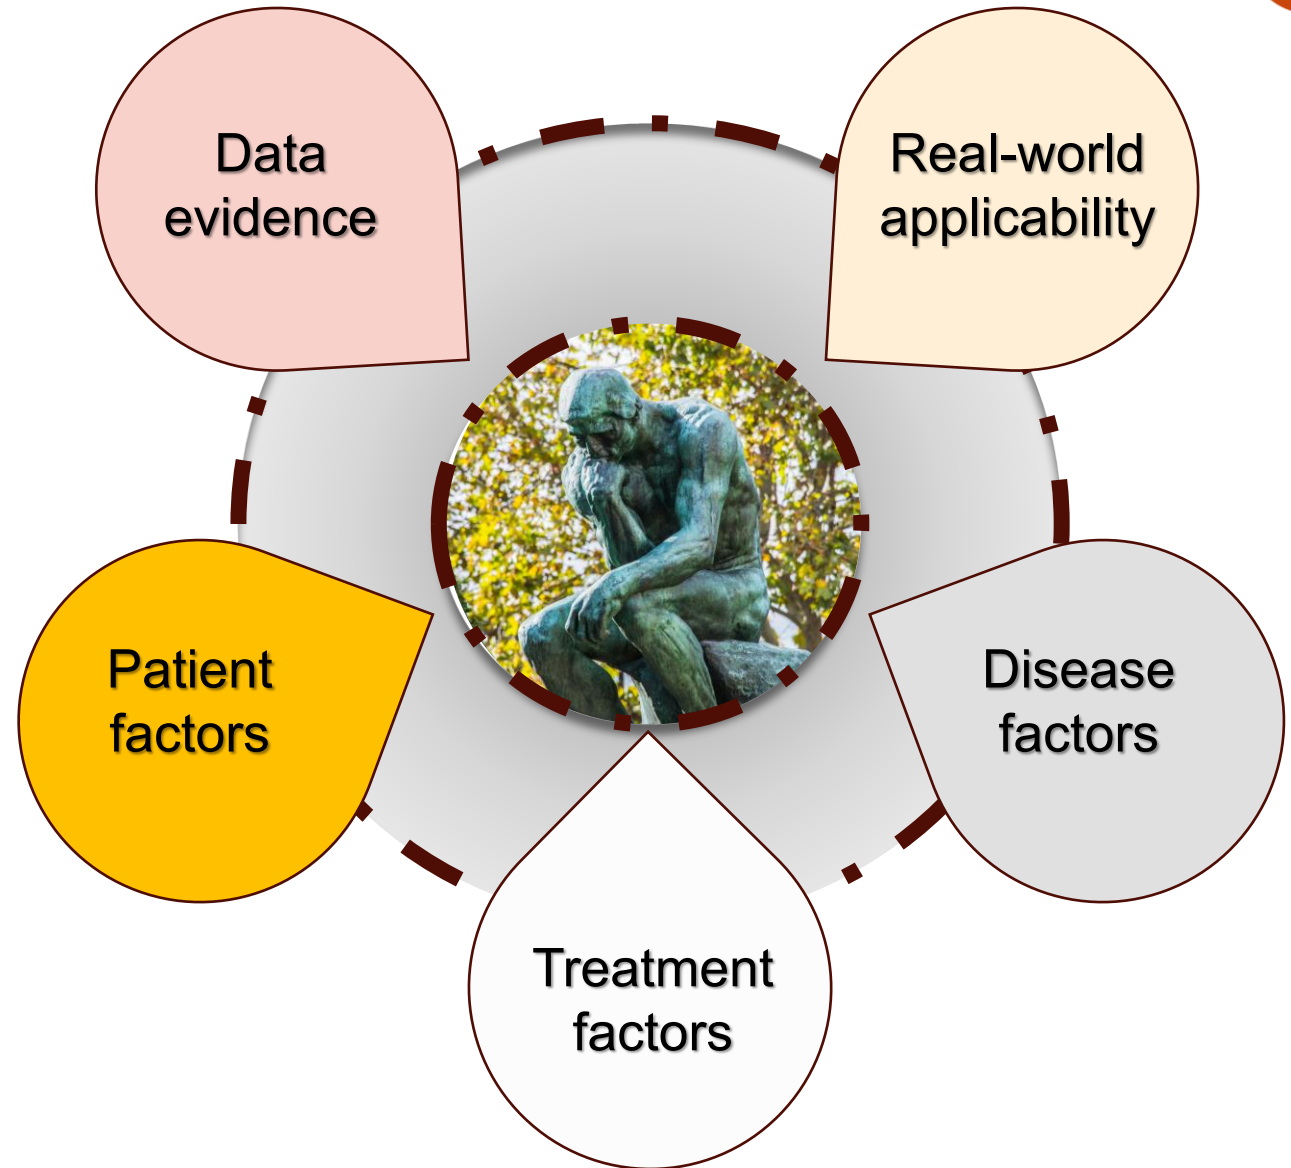 Data
evidence
Real-world
applicability
Patient
factors
Disease
factors
Treatment
factors